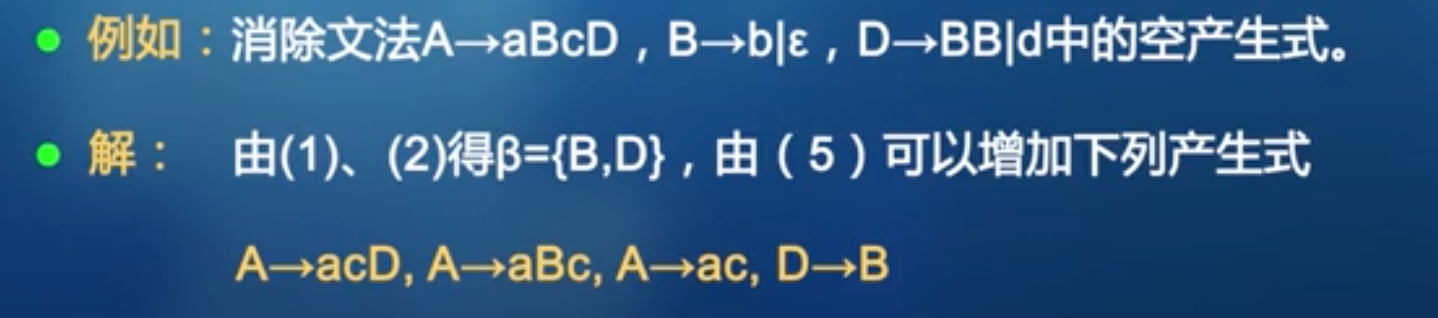 例如：消除文法A→aBcD，B→b|ε，D→BB|d中的空产生式。
解： 由(1)、(2)得β={B,D}，由（5）可以增加下列产生式
A→acD, A→aBc, A→ac, D→B